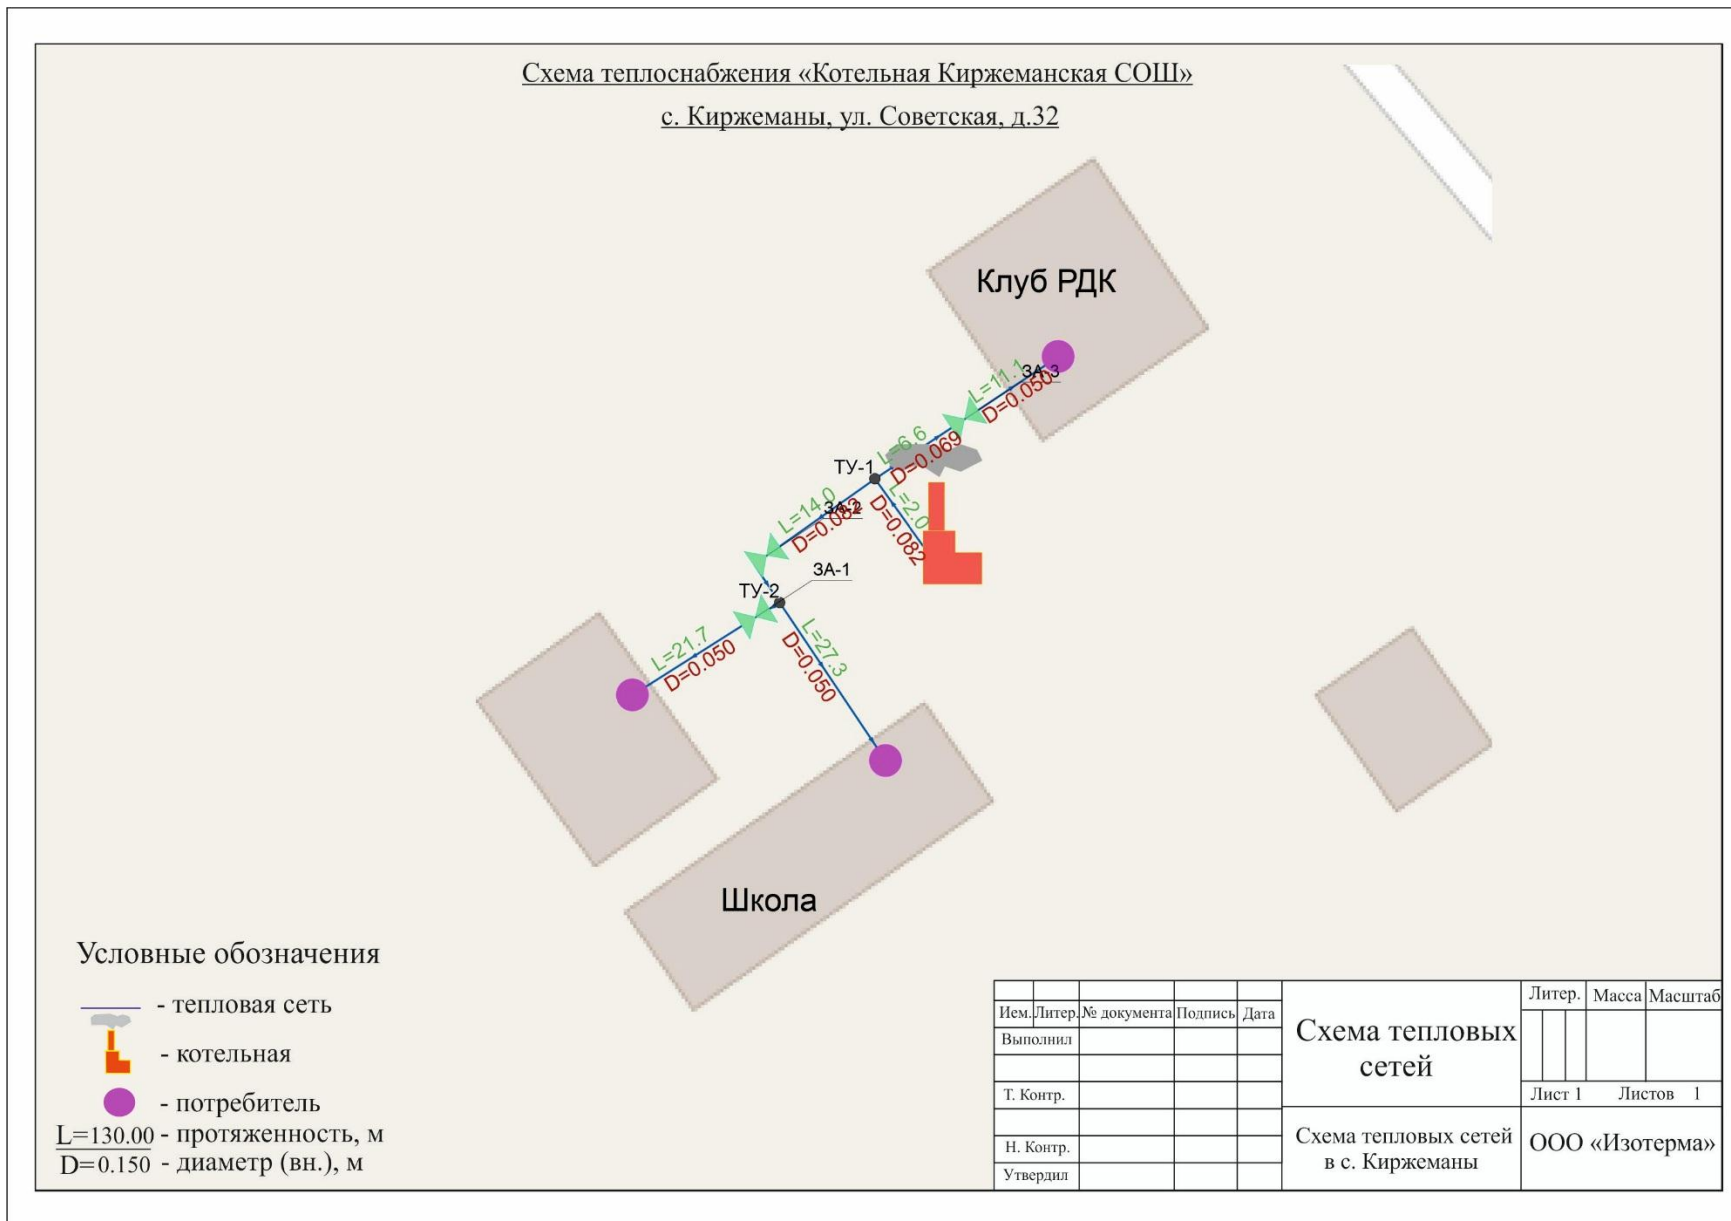 Схема теплоснабжения «Котельная Киржеманская СОШ»
с. Киржеманы, ул. Советская, д.32
Клуб РДК
ЗА-3
L=11.1
D=0.050
L=6.6
D=0.069
ТУ-1
L=14.0
ЗА-2
D=0.082
L=2.0
D=0.082
ЗА-1
ТУ-2
L=21.7
D=0.050
L=27.3
D=0.050
Школа
Условные обозначения
- тепловая сеть
- котельная
- потребитель
L=130.00 - протяженность, м
D=0.150 - диаметр (вн.), м
Ием. Литер. № документа Подпись Дата
Выполнил
Т. Контр.
Н. Контр.
Утвердил
Схема тепловых
сетей
Схема тепловых сетей
в с. Киржеманы
Литер. Масса Масштаб
Лист 1 Листов 1
ООО «Изотерма»